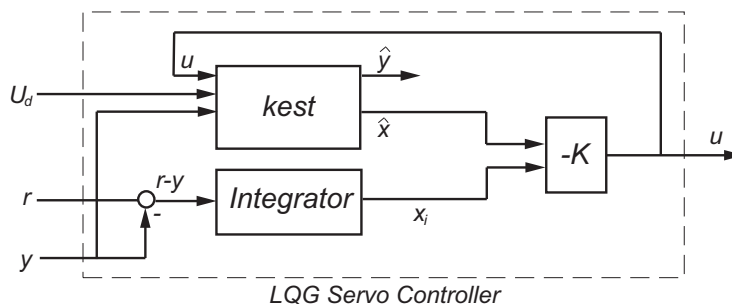 u
ŷ
U_d
kest
x̂
u
-K
r-y
r
Integrator
-
x_i
y
LQG Servo Controller